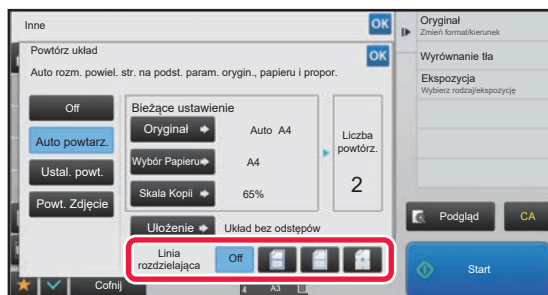 Inne
OK
Powtórz układ
OK
Auto rozm. powiel. str. na podst. param. orygin., papieru i propor.
Off
Auto powtarz.
Ustal. powt.
Powt. Zdjęcie
Bieżące ustawienie
Oryginał
Auto A4
Wybór Papieru
A4
Skala Kopii
65%
Liczba
powtórz.
2
Ułożenie
Układ bez odstępów
Linia
rozdzielająca
Off
Cofnij
4
A3
Oryginał
Zmień format/kierunek
Wyrównanie tła
Ekspozycja
Wybierz rodzaj/ekspozycję
Podgląd
CA
Start